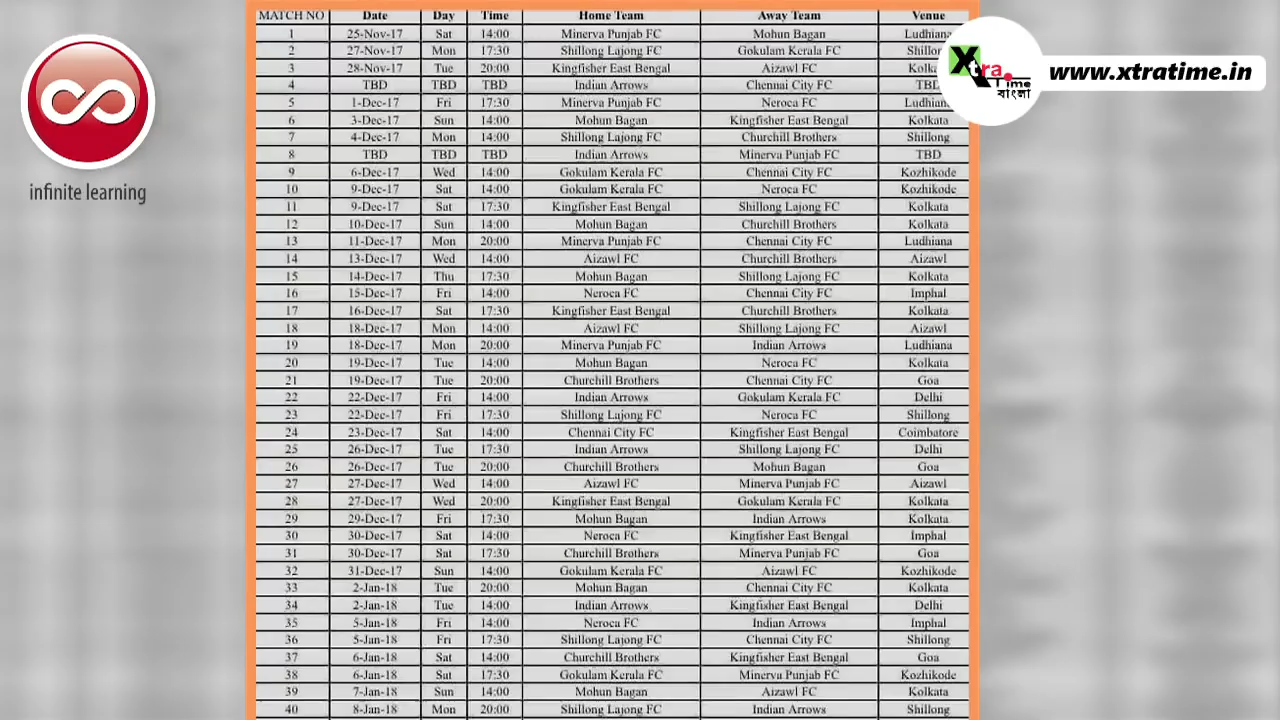 MATCH NO Date Day Time Home Team Away Team Venue
1 25-Nov-17 Sat 14:00 Minerva Punjab FC Mohun Bagan Ludhiana
2 27-Nov-17 Mon 17:30 Shillong Lajong FC Gokulam Kerala FC
3 28-Nov-17 Tue 20:00 Kingfisher East Bengal Aizawl FC
4 TBD TBD TBD Indian Arrows Chennai City FC TBD
5 1-Dec-17 Fri 17:30 Minerva Punjab FC Neroca FC Ludhiana
6 3-Dec-17 Sun 14:00 Mohun Bagan Kingfisher East Bengal Kolkata
7 4-Dec-17 Mon 14:00 Shillong Lajong FC Churchill Brothers Shillong
8 TBD TBD TBD Indian Arrows Minerva Punjab FC TBD
9 6-Dec-17 Wed 14:00 Gokulam Kerala FC Chennai City FC Kozhikode
10 9-Dec-17 Sat 14:00 Gokulam Kerala FC Neroca FC Kozhikode
11 9-Dec-17 Sat 17:30 Kingfisher East Bengal Shillong Lajong FC Kolkata
12 10-Dec-17 Sun 14:00 Mohun Bagan Churchill Brothers Kolkata
13 11-Dec-17 Mon 20:00 Minerva Punjab FC Chennai City FC Ludhiana
14 13-Dec-17 Wed 14:00 Aizawl FC Churchill Brothers Aizawl
15 14-Dec-17 Thu 17:30 Mohun Bagan Shillong Lajong FC Kolkata
16 15-Dec-17 Fri 14:00 Neroca FC Chennai City FC Imphal
17 16-Dec-17 Sat 17:30 Kingfisher East Bengal Churchill Brothers Kolkata
18 18-Dec-17 Mon 14:00 Aizawl FC Shillong Lajong FC Aizawl
19 18-Dec-17 Mon 20:00 Minerva Punjab FC Indian Arrows Ludhiana
20 19-Dec-17 Tue 14:00 Mohun Bagan Neroca FC Kolkata
21 19-Dec-17 Tue 20:00 Churchill Brothers Chennai City FC Goa
22 22-Dec-17 Fri 14:00 Indian Arrows Gokulam Kerala FC Delhi
23 22-Dec-17 Fri 17:30 Shillong Lajong FC Neroca FC Shillong
24 23-Dec-17 Sat 14:00 Chennai City FC Kingfisher East Bengal Coimbatore
25 26-Dec-17 Tue 17:30 Indian Arrows Shillong Lajong FC Delhi
26 26-Dec-17 Tue 20:00 Churchill Brothers Mohun Bagan Goa
27 27-Dec-17 Wed 14:00 Aizawl FC Minerva Punjab FC Aizawl
28 27-Dec-17 Wed 20:00 Kingfisher East Bengal Gokulam Kerala FC Kolkata
29 29-Dec-17 Fri 17:30 Mohun Bagan Indian Arrows Kolkata
30 30-Dec-17 Sat 14:00 Neroca FC Kingfisher East Bengal Imphal
31 30-Dec-17 Sat 17:30 Churchill Brothers Minerva Punjab FC Goa
32 31-Dec-17 Sun 14:00 Gokulam Kerala FC Aizawl FC Kozhikode
33 2-Jan-18 Tue 20:00 Mohun Bagan Chennai City FC Kolkata
34 2-Jan-18 Tue 14:00 Indian Arrows Kingfisher East Bengal Delhi
35 5-Jan-18 Fri 14:00 Neroca FC Indian Arrows Imphal
36 5-Jan-18 Fri 17:30 Shillong Lajong FC Chennai City FC Shillong
37 6-Jan-18 Sat 14:00 Churchill Brothers Kingfisher East Bengal Goa
38 6-Jan-18 Sat 17:30 Gokulam Kerala FC Minerva Punjab FC Kozhikode
39 7-Jan-18 Sun 14:00 Mohun Bagan Aizawl FC Kolkata
40 8-Jan-18 Mon 20:00 Shillong Lajong FC Indian Arrows Shillong
infinite learning
Xtra Time
বাংলা
www.xtratime.in